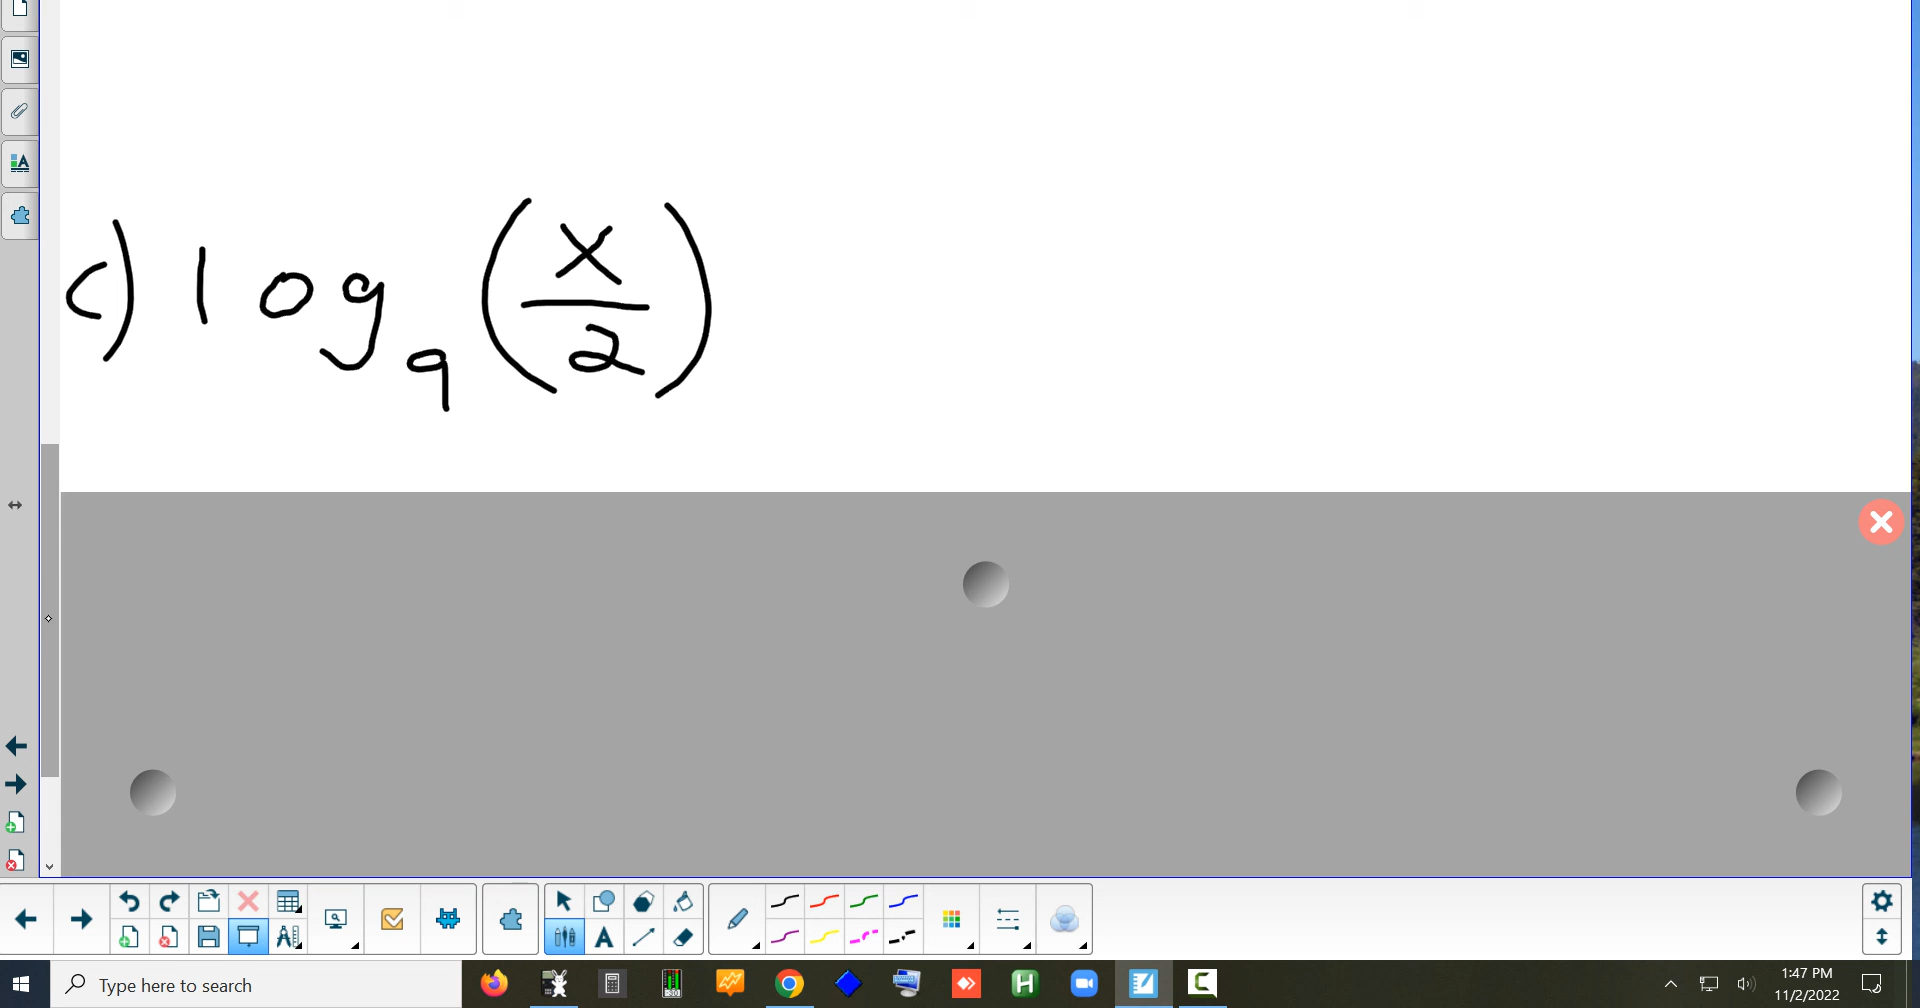 c) log₉(x/2)
Type here to search
1:47 PM
11/2/2022